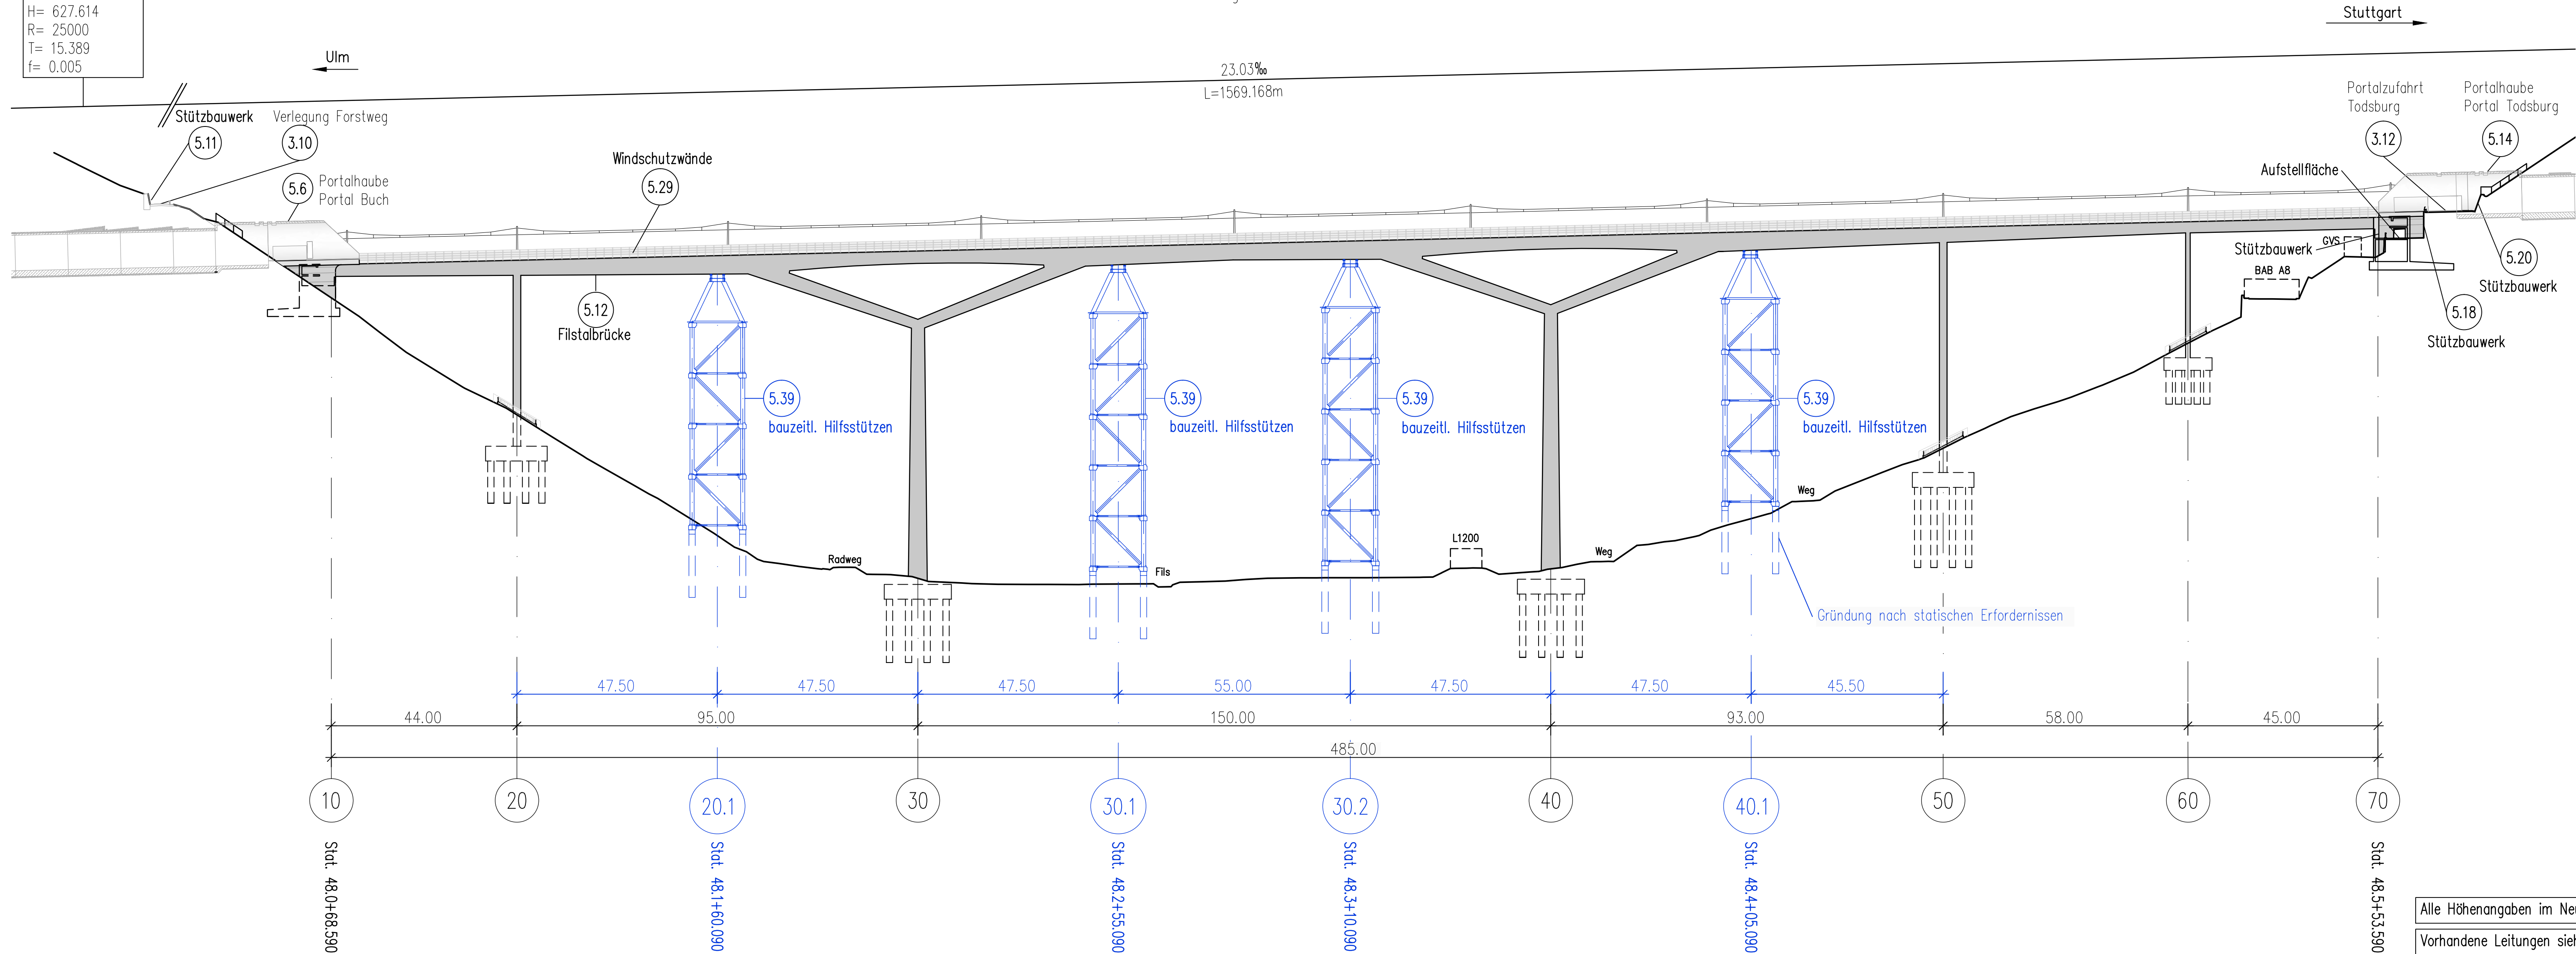 H= 627.614
R= 25000
T= 15.389
f= 0.005
Ulm
Stuttgart
23.03‰
L=1569.168m
Stützbauwerk
5.11
Verlegung Forstweg
3.10
5.6
Portalhaube
Portal Buch
Windschutzwände
5.29
Portalzufahrt
Todsburg
3.12
Portalhaube
Portal Todsburg
5.14
Aufstellfläche
Stützbauwerk
GVS
BAB A8
5.20
Stützbauwerk
5.18
Stützbauwerk
5.12
Filstalbrücke
5.39
bauzeitl. Hilfsstützen
5.39
bauzeitl. Hilfsstützen
5.39
bauzeitl. Hilfsstützen
5.39
bauzeitl. Hilfsstützen
Radweg
Fils
L1200
Weg
Weg
Gründung nach statischen Erfordernissen
47.50
47.50
47.50
55.00
47.50
47.50
45.50
44.00
95.00
150.00
93.00
58.00
45.00
485.00
10
20
20.1
30
30.1
30.2
40
40.1
50
60
70
Stat. 48.0+68.590
Stat. 48.1+60.090
Stat. 48.2+55.090
Stat. 48.3+10.090
Stat. 48.4+05.090
Stat. 48.5+53.590
Alle Höhenangaben im
Vorhandene Leitungen